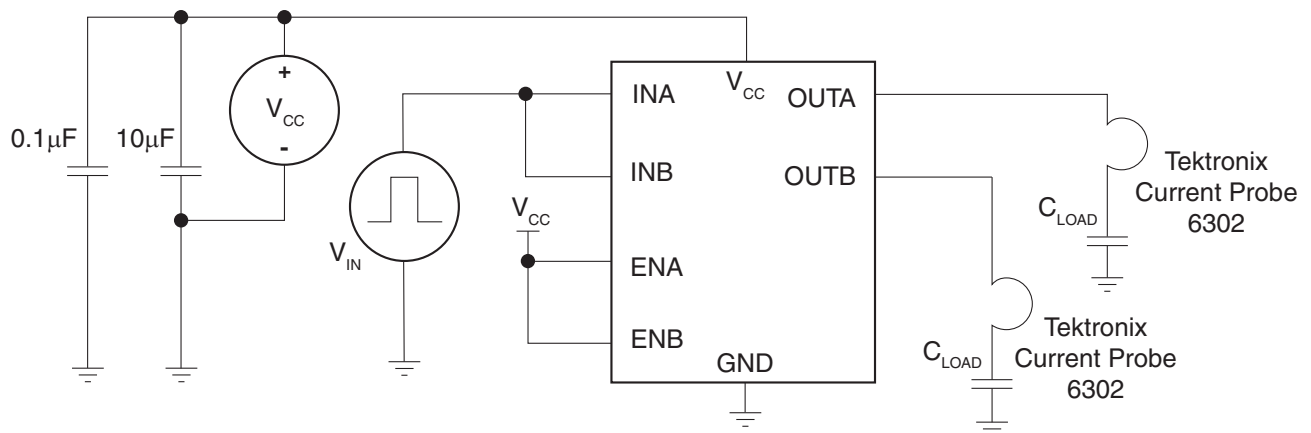 0.1μF
10μF
+
V_CC
-
V_IN
V_CC
INA
INB
ENA
ENB
V_CC
GND
OUTA
OUTB
C_LOAD
Tektronix
Current Probe
6302
C_LOAD
Tektronix
Current Probe
6302